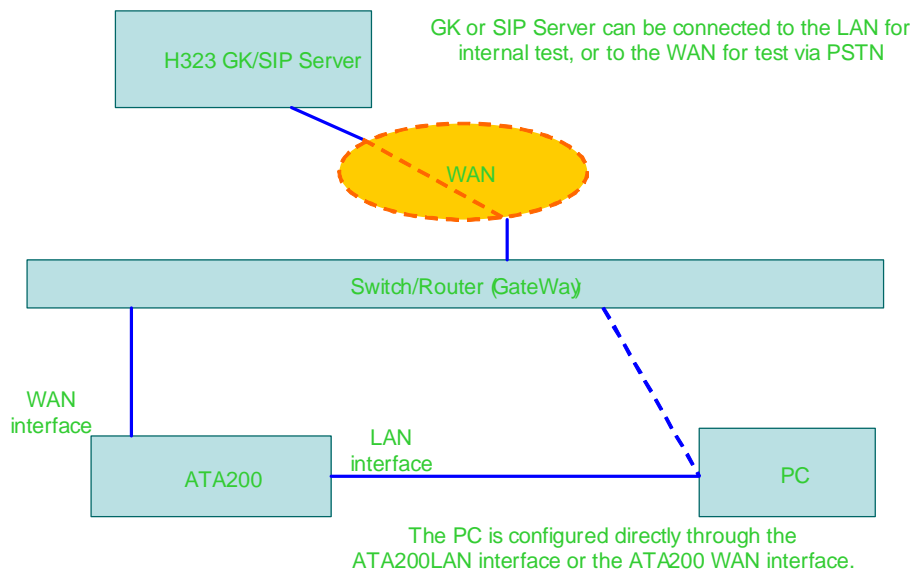 GK or SIP Server can be connected to the LAN for
internal test, or to the WAN for test via PSTN
H323 GK/SIP Server
WAN
Switch/Router (GateWay)
WAN
interface
LAN
interface
ATA200
PC
The PC is configured directly through the
ATA200LAN interface or the ATA200 WAN interface.